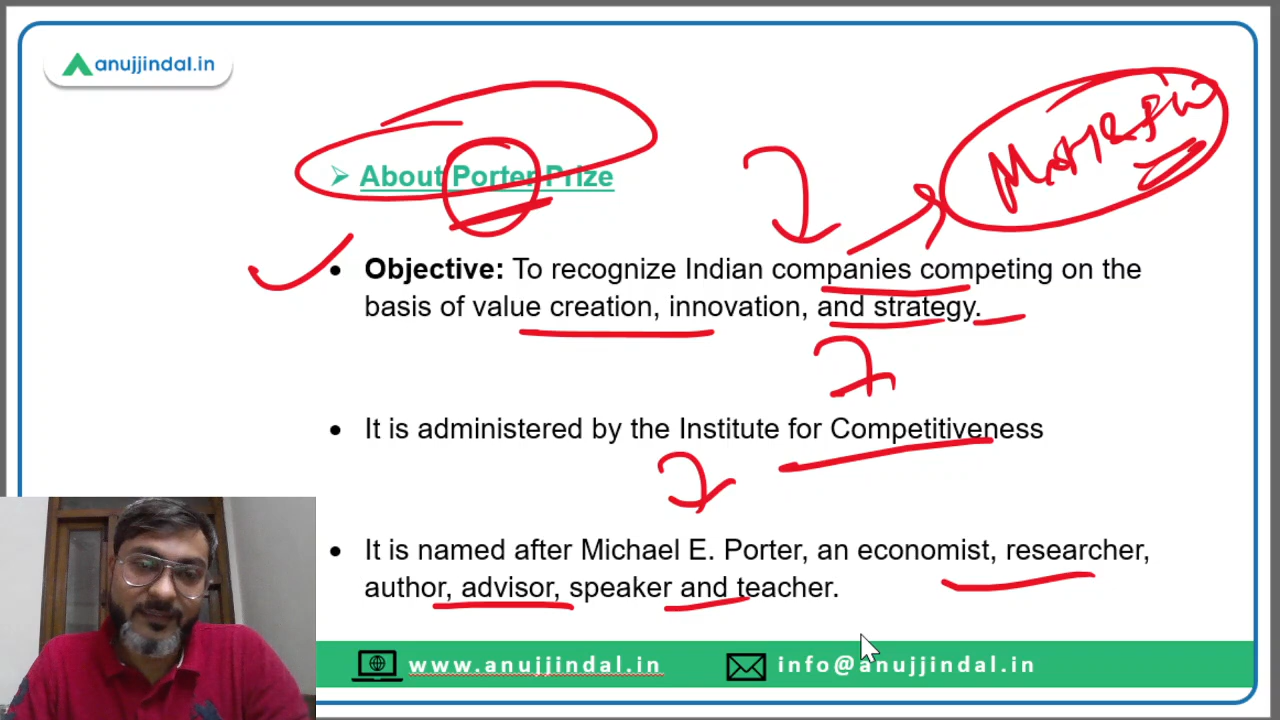 anujjindal.in
About Porter Prize
Objective: To recognize Indian companies competing on the
basis of value creation, innovation, and strategy.
It is administered by the Institute for Competitiveness
It is named after Michael E. Porter, an economist, researcher,
author, advisor, speaker and teacher.
www.anujjindal.in
info@anujjindal.in